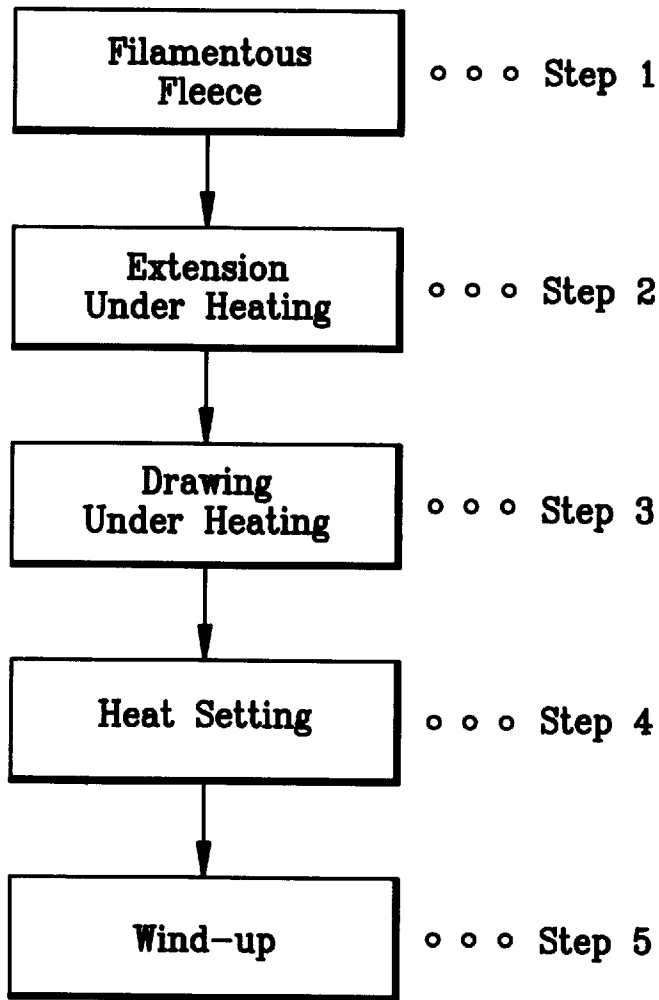 Filamentous
Fleece
Step 1
Extension
Under Heating
Step 2
Drawing
Under Heating
Step 3
Heat Setting
Step 4
Wind-up
Step 5